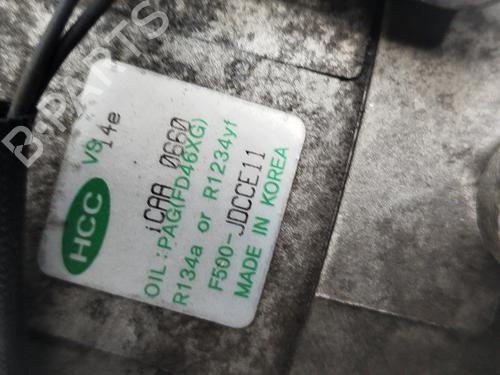 B-PARTS
HCC VS 14e
iCAA 0660
OIL:PAG(FD46XG)
R134a or R1234yf
F500-JDCCE11
MADE IN KOREA